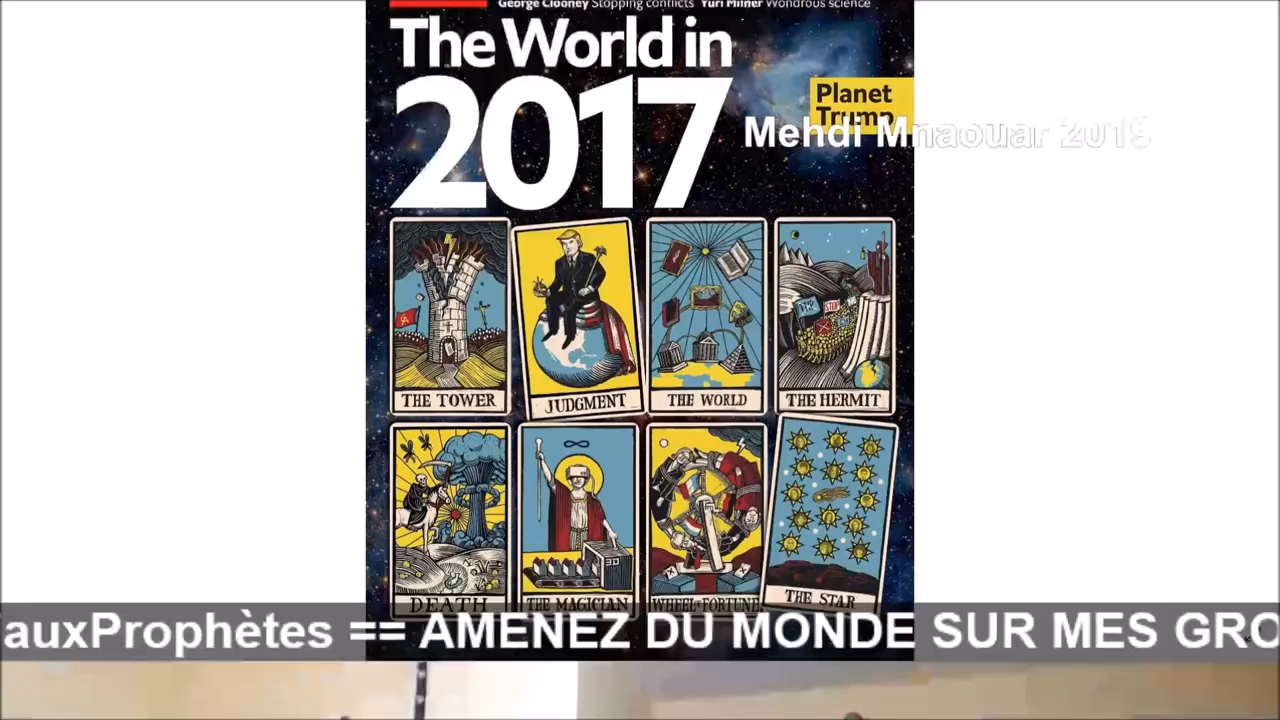 George Clooney Stopping conflicts Yuri Milner Wondrous science
The World in
2017
Planet
Trump
Mehdi Mnaouar 2019
THE TOWER
JUDGMENT
THE WORLD
STOP
THE HERMIT
DEATH
3D
THE MAGICIAN
WHEEL OF FORTUNE
THE STAR
auxProphètes == AMENEZ DU MONDE SUR MES GRO